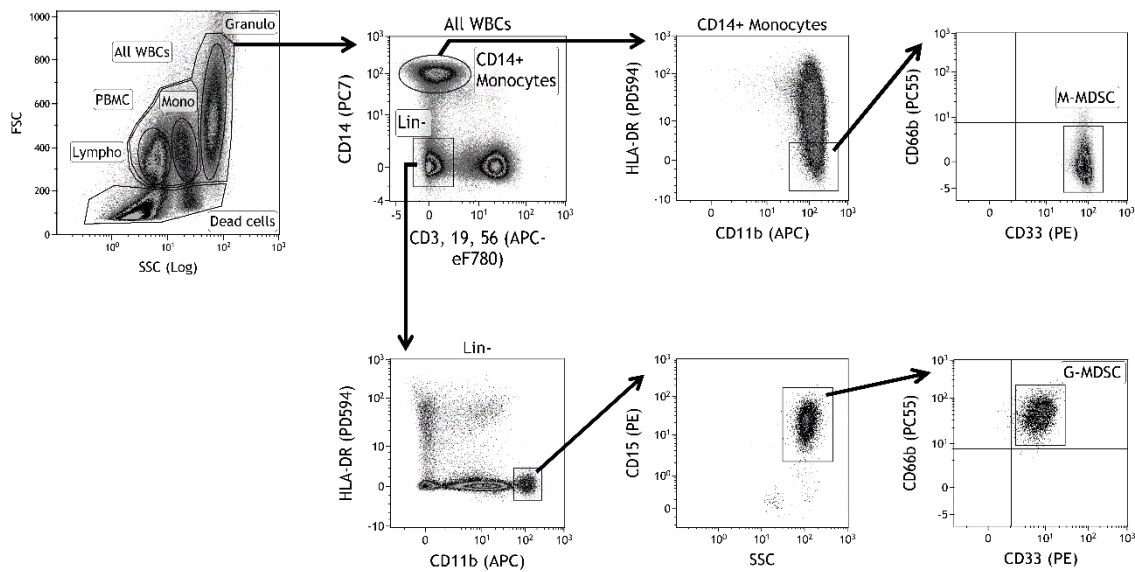 1000
800
600
400
200
0
FSC
Granulo
All WBCs
PBMC
Mono
Lympho
Dead cells
10⁰
10¹
10²
10³
SSC (Log)
All WBCs
10³
10²
10¹
0
-4
CD14 (PC7)
CD14+
Monocytes
Lin-
-5
0
10¹
10²
10³
CD3, 19, 56 (APC-
eF780)
CD14+ Monocytes
10³
10²
10¹
0
-10
HLA-DR (PD594)
0
10¹
10²
10³
CD11b (APC)
10³
10²
10¹
0
-5
CD66b (PC55)
M-MDSC
0
10¹
10²
10³
CD33 (PE)
Lin-
10³
10²
10¹
0
-10
HLA-DR (PD594)
0
10¹
10²
10³
CD11b (APC)
10³
10²
10¹
10⁰
0
CD15 (PE)
0
10⁰
10¹
10²
10³
SSC
10³
10²
10¹
0
-5
CD66b (PC55)
G-MDSC
0
10¹
10²
10³
CD33 (PE)